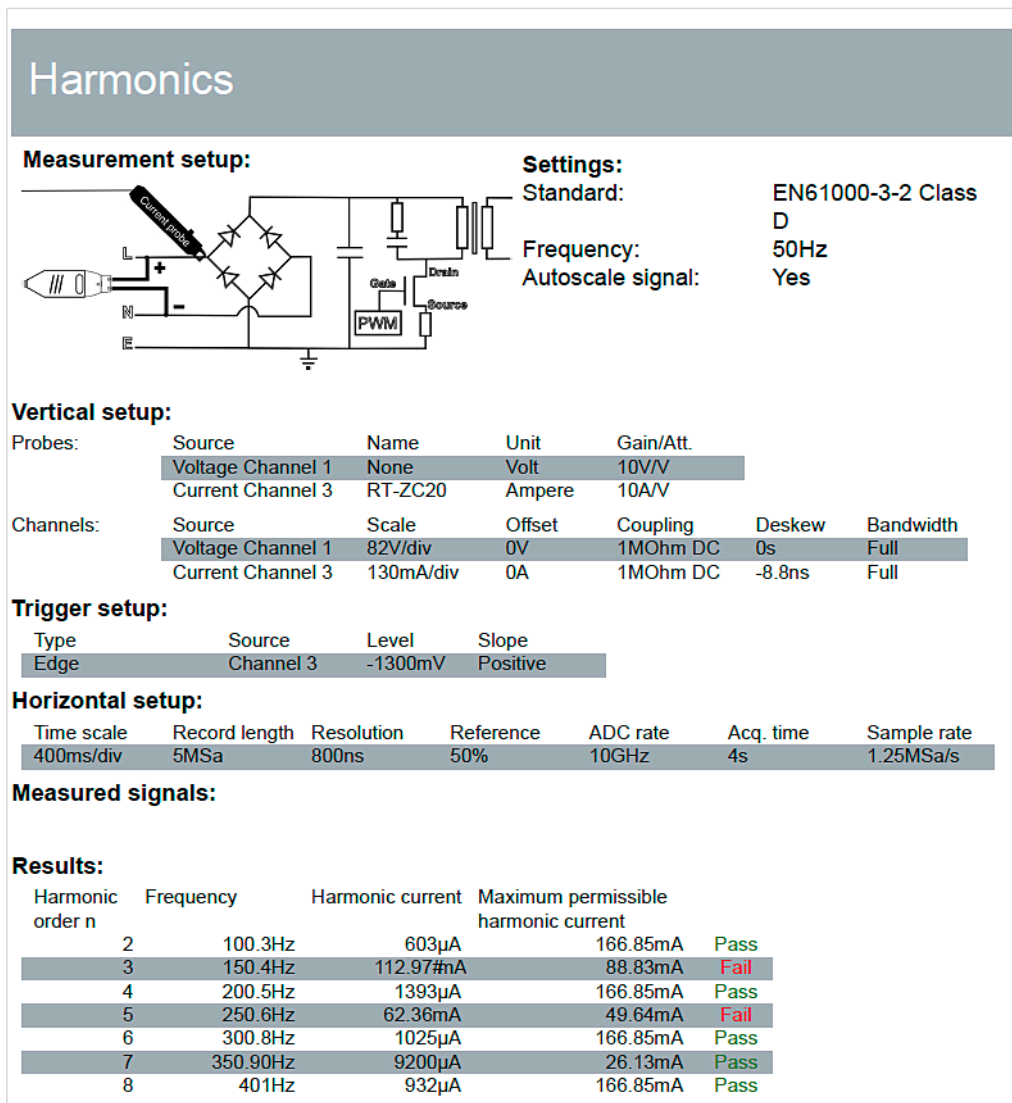 Harmonics
Measurement setup:
Current probe
L
+
N
-
E
Gate
Drain
Source
PWM
Settings:
Standard: EN61000-3-2 Class
D
Frequency: 50Hz
Autoscale signal: Yes
Vertical setup:
Probes: Source Name Unit Gain/Att.
Voltage Channel 1 None Volt 10V/V
Current Channel 3 RT-ZC20 Ampere 10A/V
Channels: Source Scale Offset Coupling Deskew Bandwidth
Voltage Channel 1 82V/div 0V 1MOhm DC 0s Full
Current Channel 3 130mA/div 0A 1MOhm DC -8.8ns Full
Trigger setup:
Type Source Level Slope
Edge Channel 3 -1300mV Positive
Horizontal setup:
Time scale Record length Resolution Reference ADC rate Acq. time Sample rate
400ms/div 5MSa 800ns 50% 10GHz 4s 1.25MSa/s
Measured signals:
Results:
Harmonic Frequency Harmonic current Maximum permissible
order n harmonic current
2 100.3Hz 603µA 166.85mA Pass
3 150.4Hz 112.97#mA 88.83mA Fail
4 200.5Hz 1393µA 166.85mA Pass
5 250.6Hz 62.36mA 49.64mA Fail
6 300.8Hz 1025µA 166.85mA Pass
7 350.90Hz 9200µA 26.13mA Pass
8 401Hz 932µA 166.85mA Pass